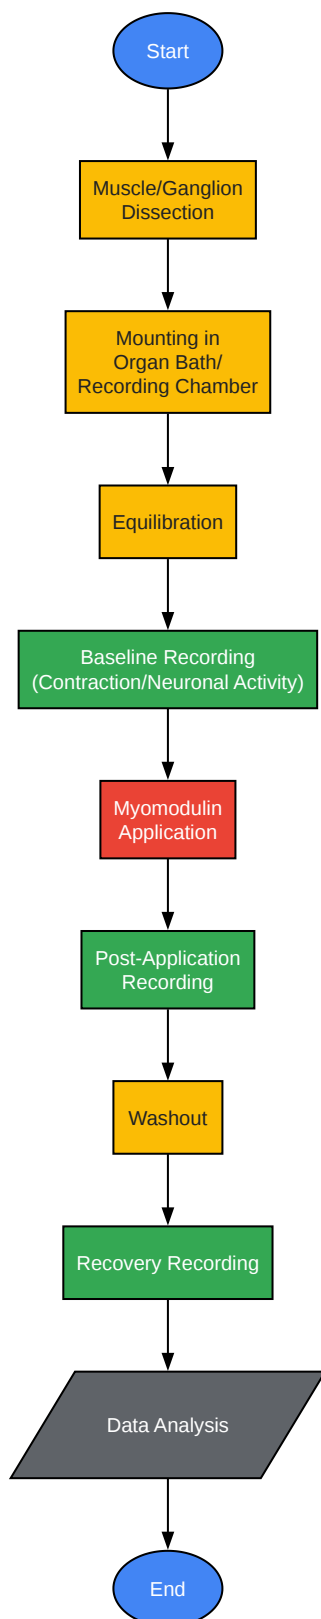 Start
Muscle/Ganglion
Dissection
Mounting in
Organ Bath/
Recording Chamber
Equilibration
Baseline Recording
(Contraction/Neuronal Activity)
Myomodulin
Application
Post-Application
Recording
Washout
Recovery Recording
Data Analysis
End